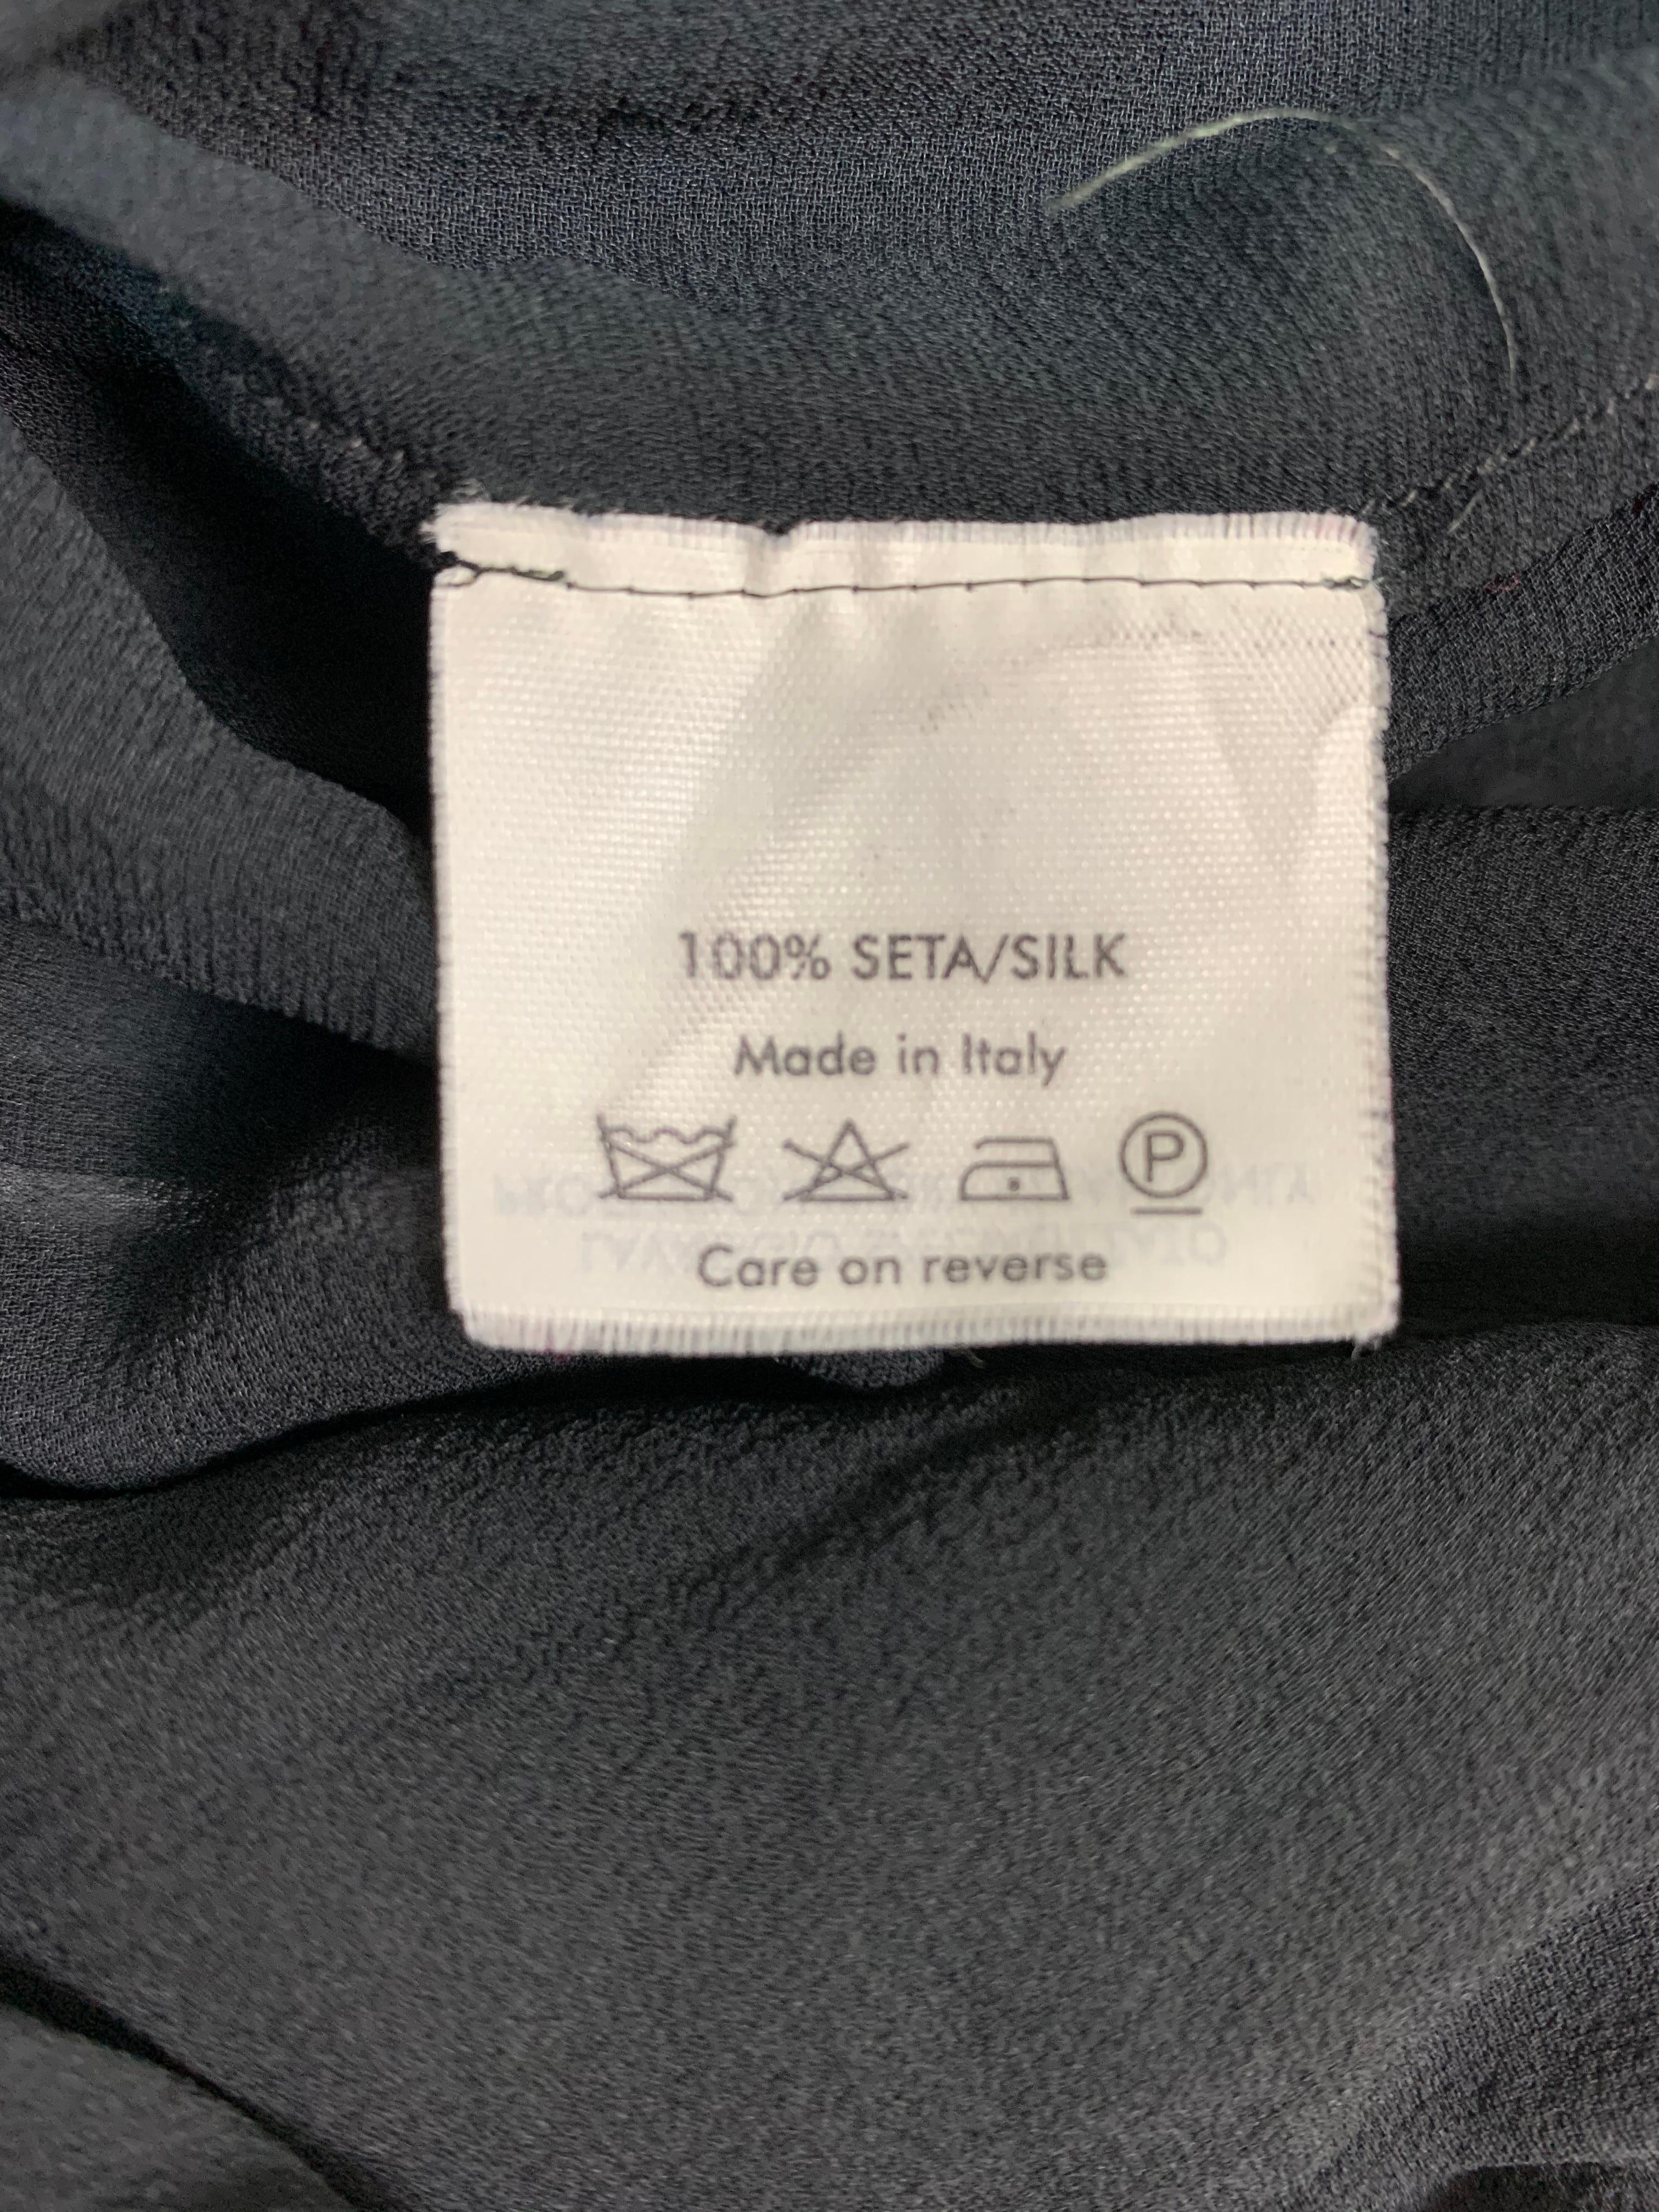 100% SETA/SILK
Made in Italy
P
Care on reverse